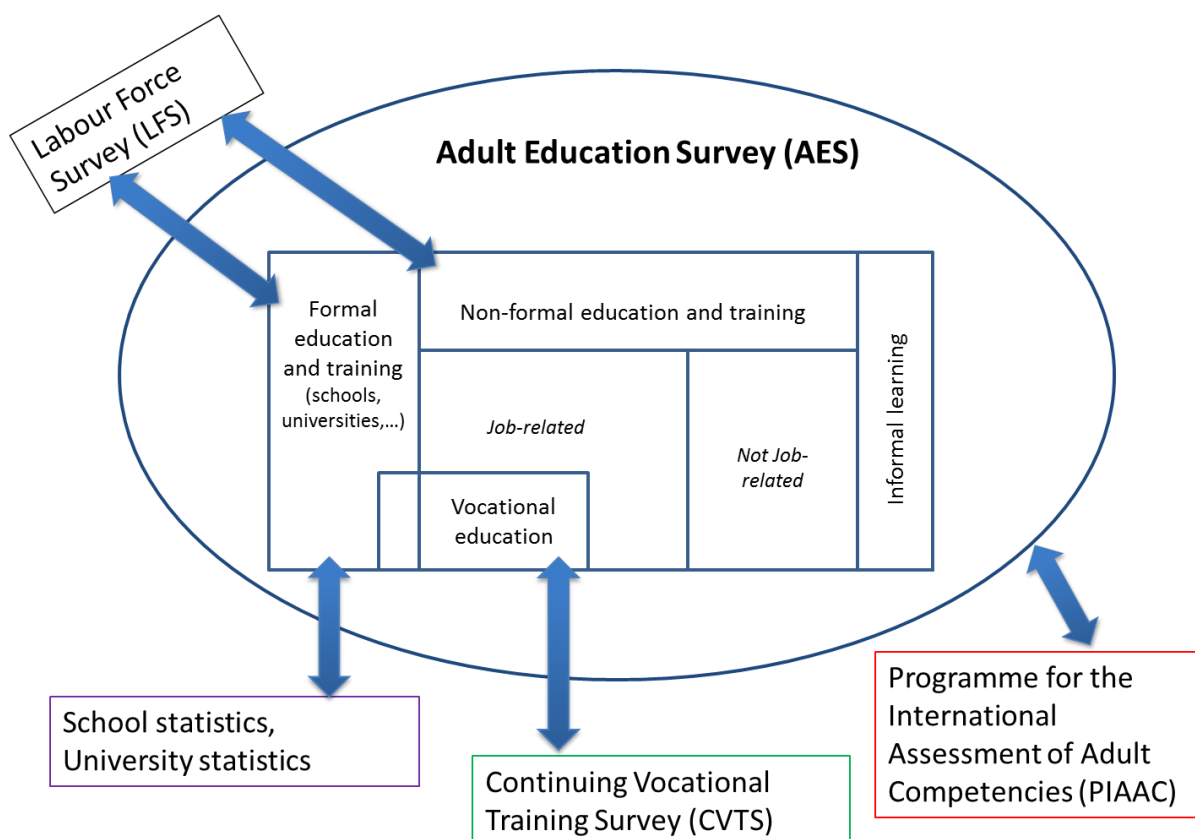 Labour Force
Survey (LFS)
Adult Education Survey (AES)
Formal
education
and training
(schools,
universities,...)
Non-formal education and training
Job-related
Not Job-
related
Informal learning
Vocational
education
School statistics,
University statistics
Continuing Vocational
Training Survey (CVTS)
Programme for the
International
Assessment of Adult
Competencies (PIAAC)